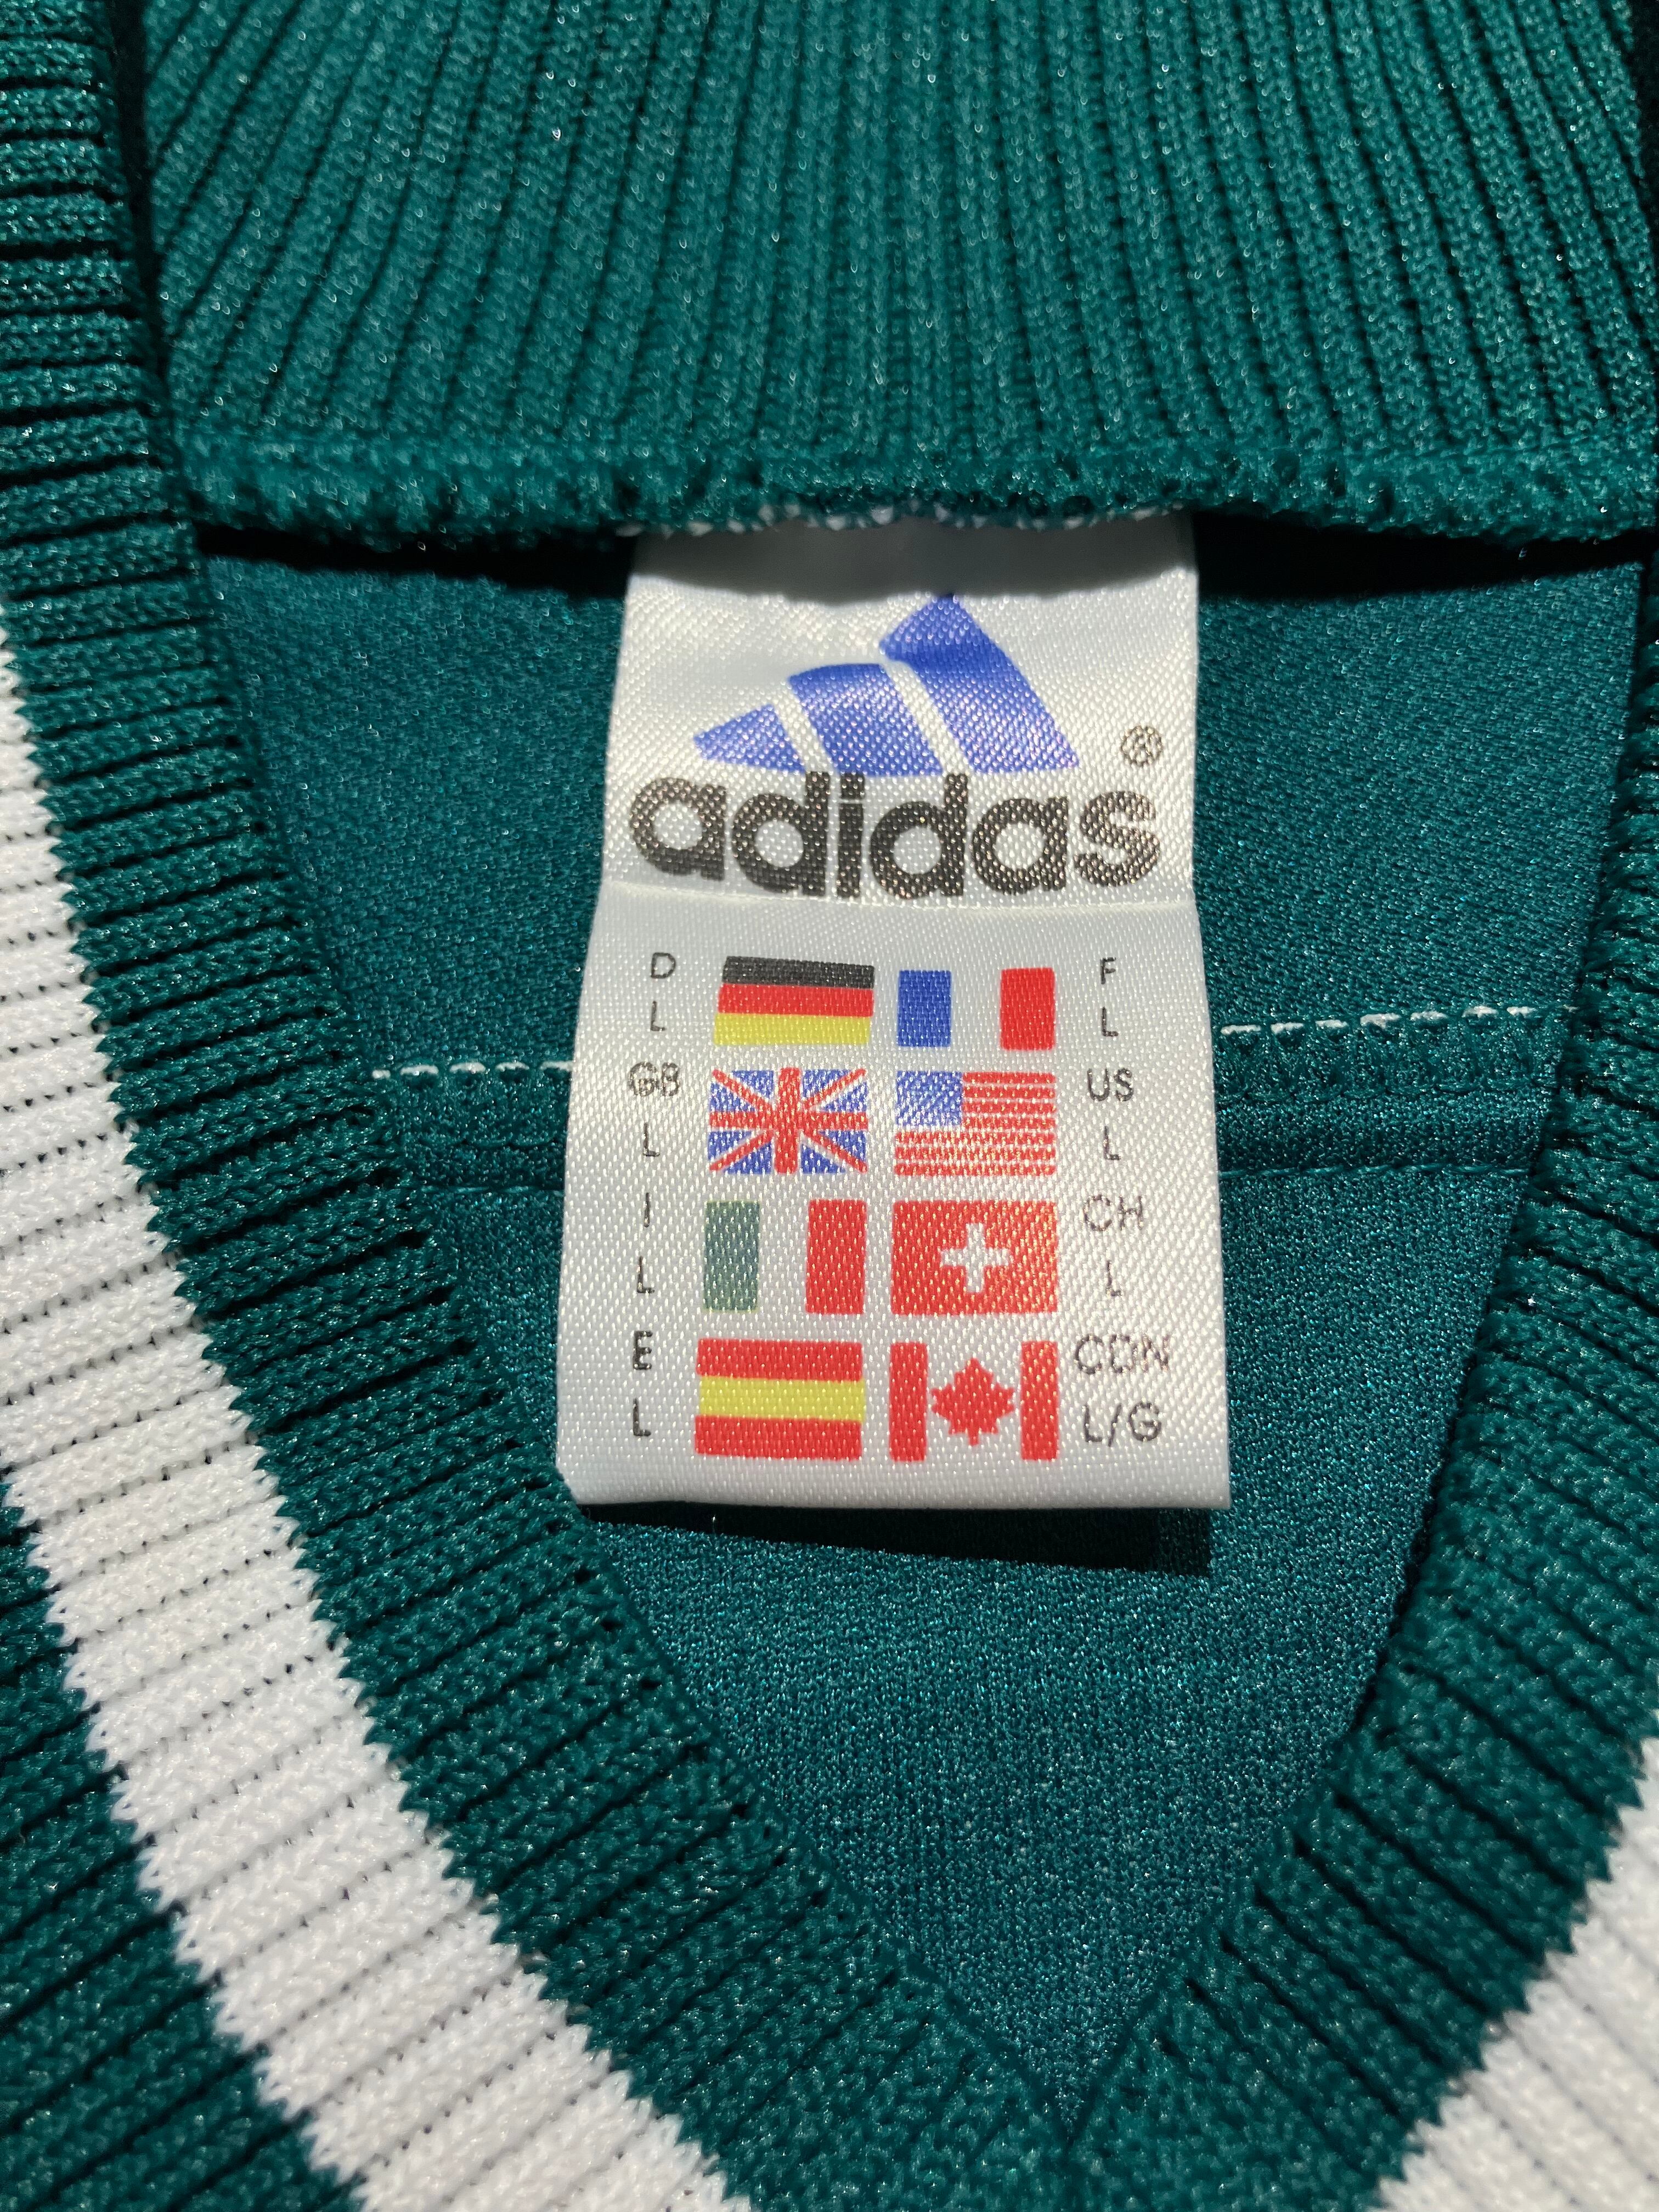 adidas ®
D F
L L
GB US
L L
I CH
L L
E CDN
L L/G